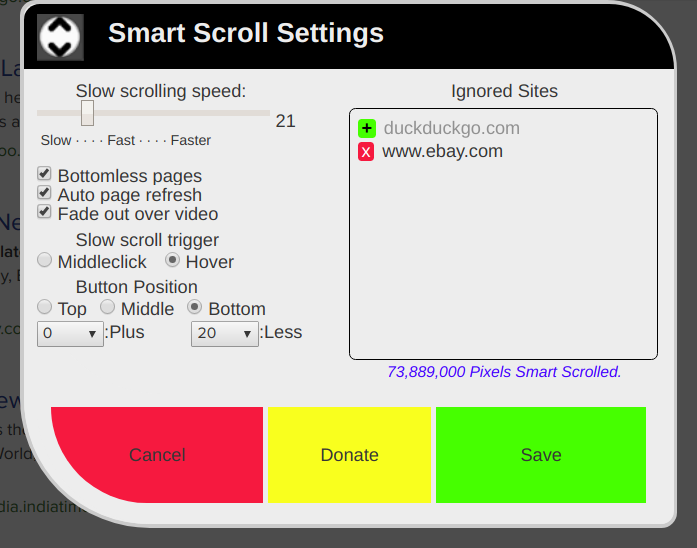 Smart Scroll Settings
Slow scrolling speed:
21
Slow · · · · Fast · · · · Faster
Bottomless pages
Auto page refresh
Fade out over video
Slow scroll trigger
Middleclick Hover
Button Position
Top Middle Bottom
0 :Plus 20 :Less
Ignored Sites
+ duckduckgo.com
x www.ebay.com
73,889,000 Pixels Smart Scrolled.
Cancel Donate Save